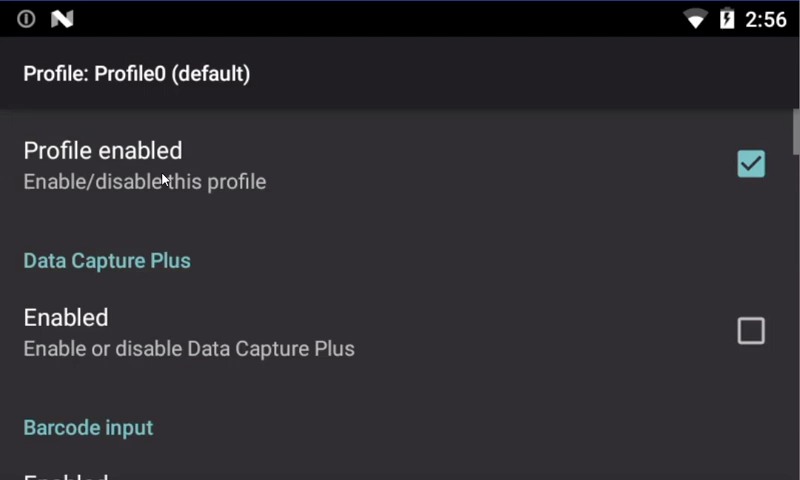 2:56
Profile: Profile0 (default)
Profile enabled
Enable/disable this profile
Data Capture Plus
Enabled
Enable or disable Data Capture Plus
Barcode input
Enabled